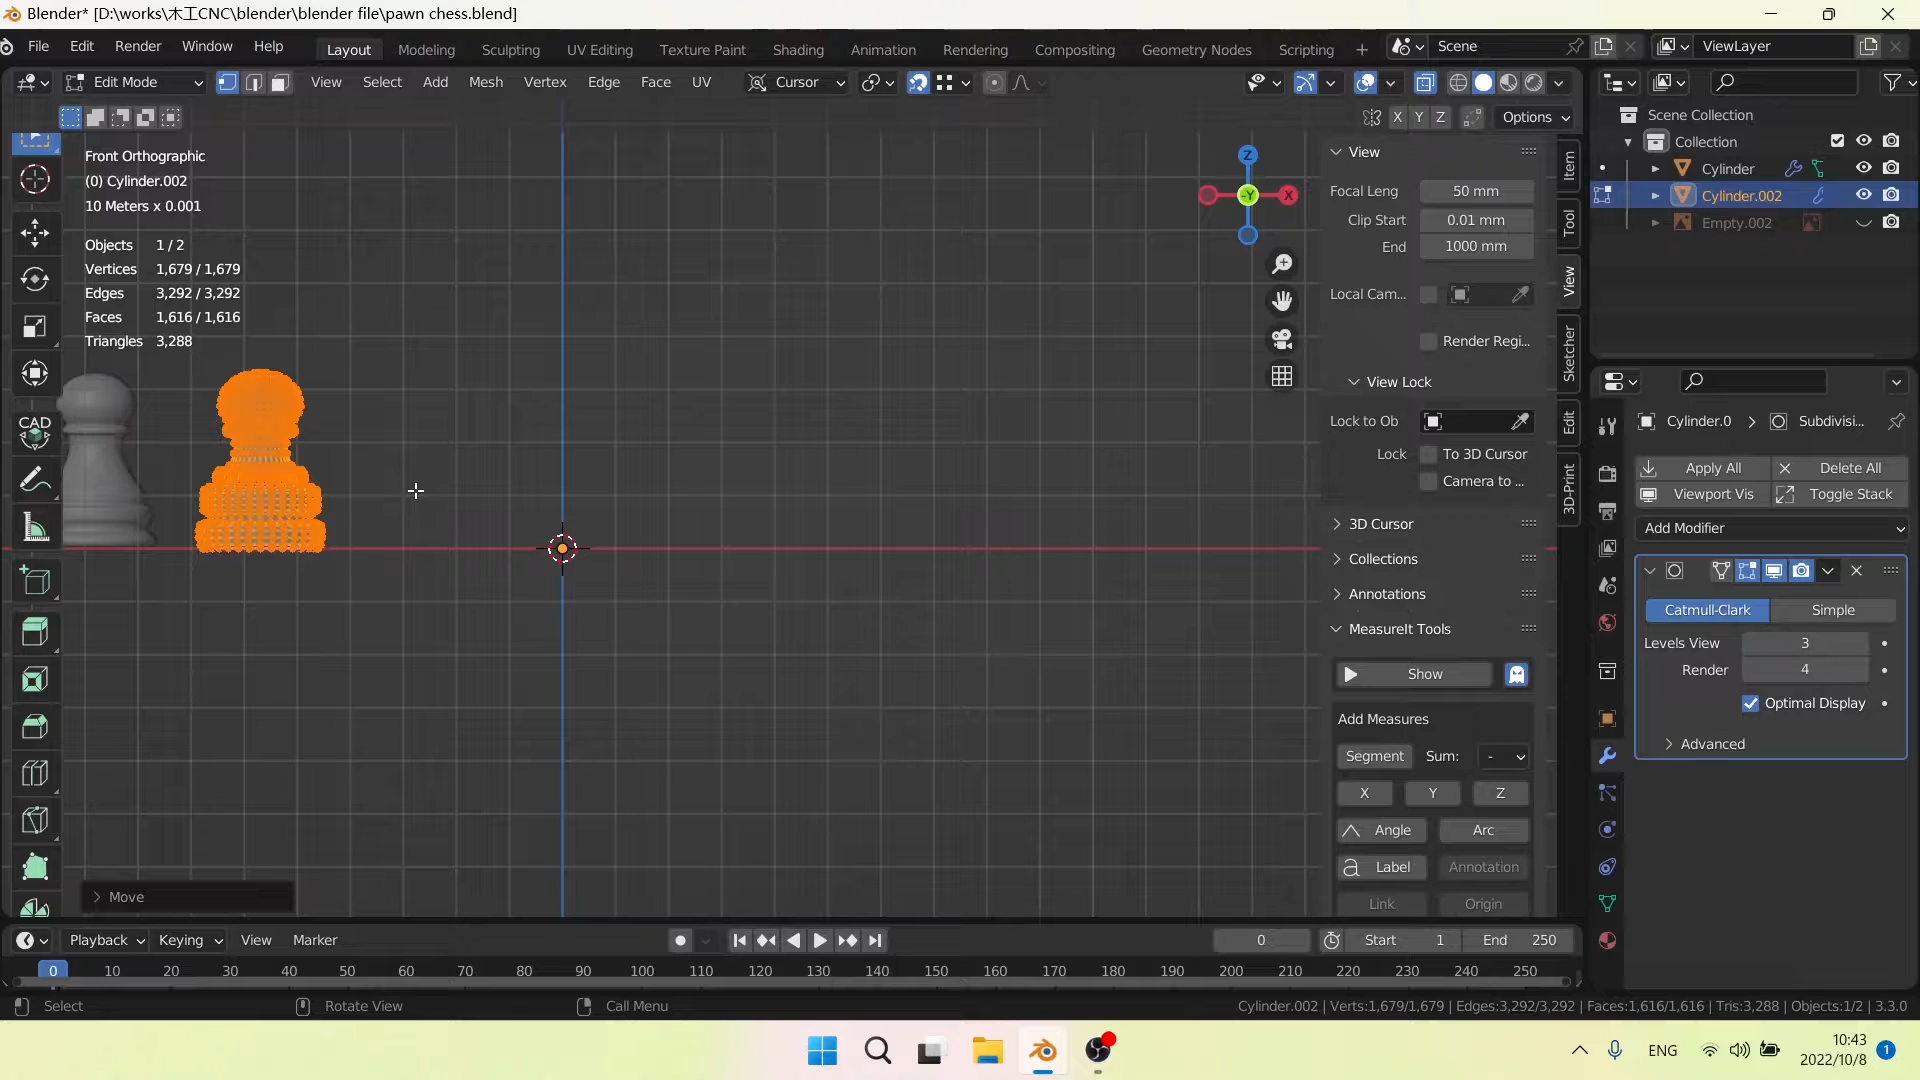 Blender* [D:\works\木工CNC\blender\blender file\pawn chess.blend]
File Edit Render Window Help Layout Modeling Sculpting UV Editing Texture Paint Shading Animation Rendering Compositing Geometry Nodes Scripting + Scene ViewLayer
Edit Mode View Select Add Mesh Vertex Edge Face UV Cursor
X Y Z Options
Front Orthographic
(0) Cylinder.002
10 Meters x 0.001
Objects 1 / 2
Vertices 1,679 / 1,679
Edges 3,292 / 3,292
Faces 1,616 / 1,616
Triangles 3,288
CAD
Move
Z
-Y X
View
Focal Leng 50 mm
Clip Start 0.01 mm
End 1000 mm
Local Cam...
Render Regi...
View Lock
Lock to Ob
Lock To 3D Cursor
Camera to ...
3D Cursor
Collections
Annotations
MeasureIt Tools
Show
Add Measures
Segment Sum: -
X Y Z
Angle Arc
a Label Annotation
Link Origin
Item
Tool
View
Sketcher
Edit
3D-Print
Scene Collection
Collection
Cylinder
Cylinder.002
Empty.002
Cylinder.0 Subdivisi...
Apply All Delete All
Viewport Vis Toggle Stack
Add Modifier
Catmull-Clark Simple
Levels View 3
Render 4
Optimal Display
Advanced
Playback Keying View Marker 0 Start 1 End 250
0 10 20 30 40 50 60 70 80 90 100 110 120 130 140 150 160 170 180 190 200 210 220 230 240 250
Select Rotate View Call Menu Cylinder.002 | Verts:1,679/1,679 | Edges:3,292/3,292 | Faces:1,616/1,616 | Tris:3,288 | Objects:1/2 | 3.3.0
ENG 10:43 1
2022/10/8